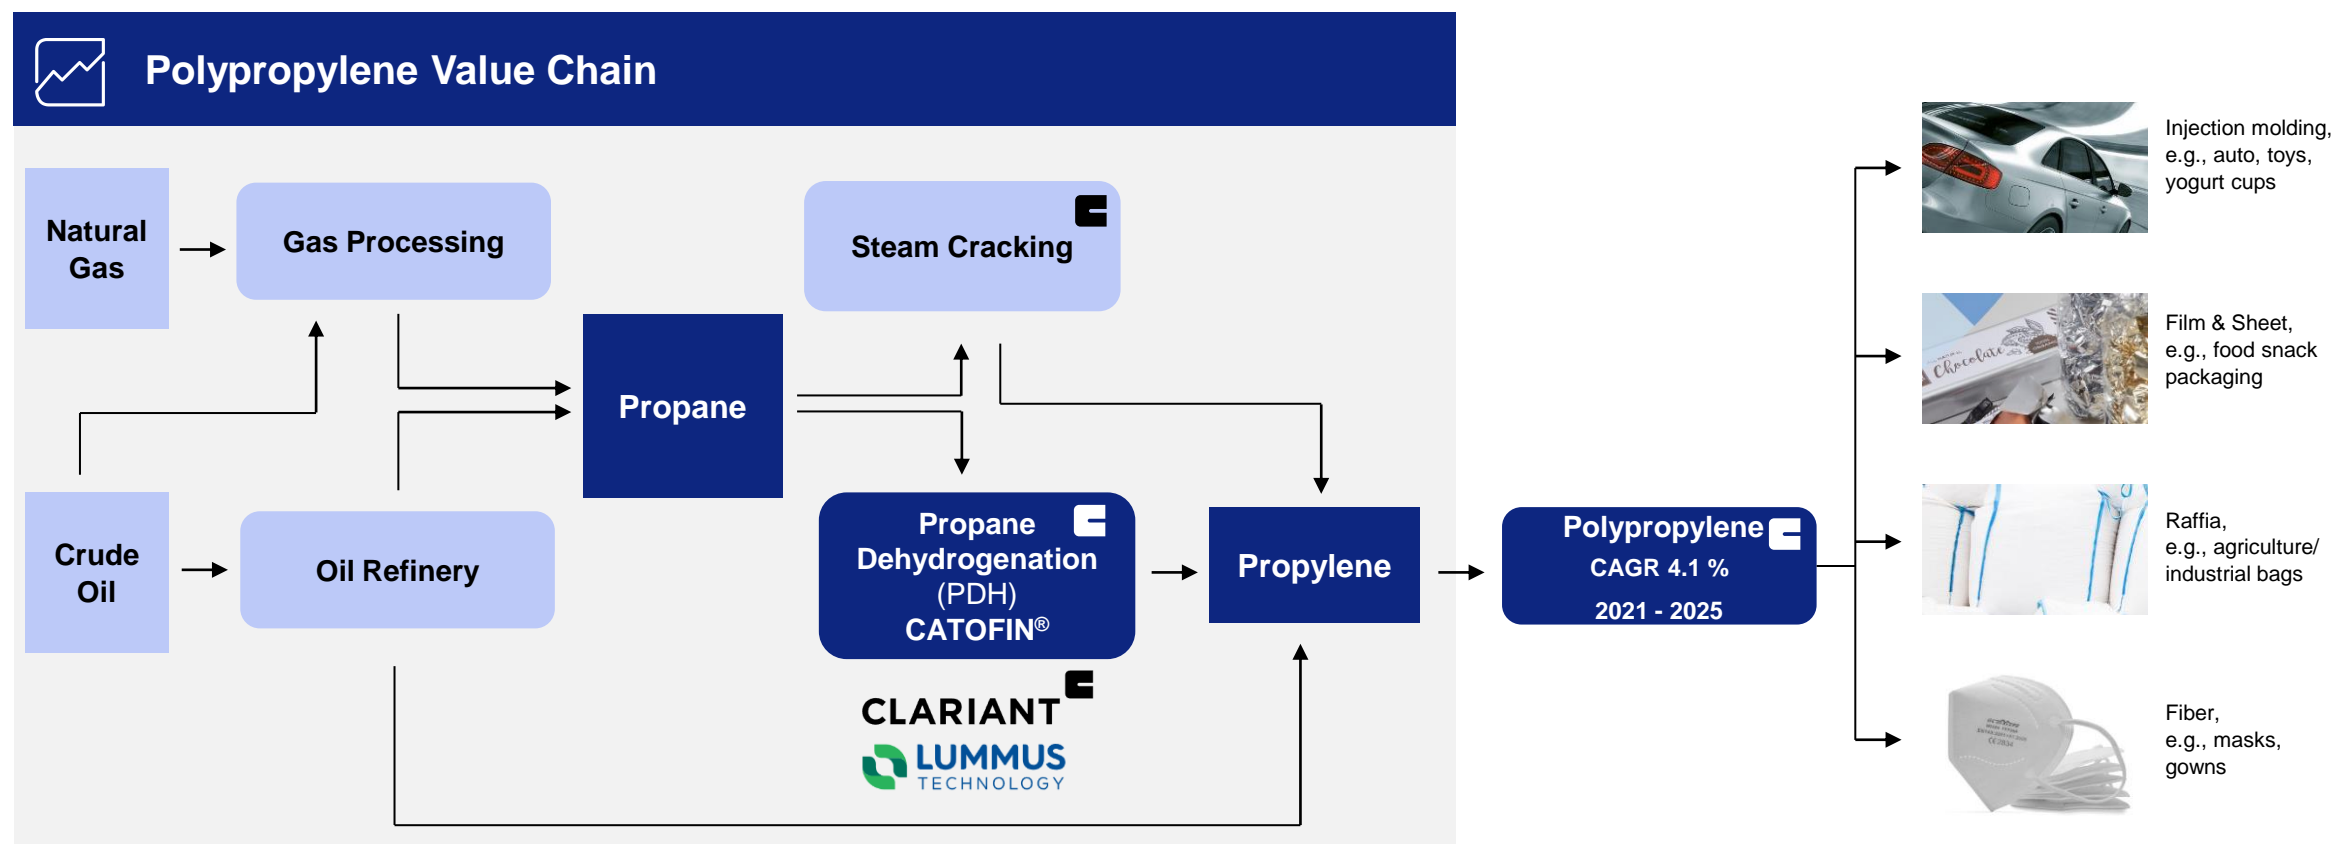 Polypropylene Value Chain
Natural
Gas
Gas Processing
Steam Cracking
Propane
Crude
Oil
Oil Refinery
Propane
Dehydrogenation
(PDH)
CATOFIN®
CLARIANT
LUMMUS
TECHNOLOGY
Propylene
Polypropylene
CAGR 4.1 %
2021 - 2025
Injection molding,
e.g., auto, toys,
yogurt cups
Chocolate
Film & Sheet,
e.g., food snack
packaging
Raffia,
e.g., agriculture/
industrial bags
Fiber,
e.g., masks,
gowns